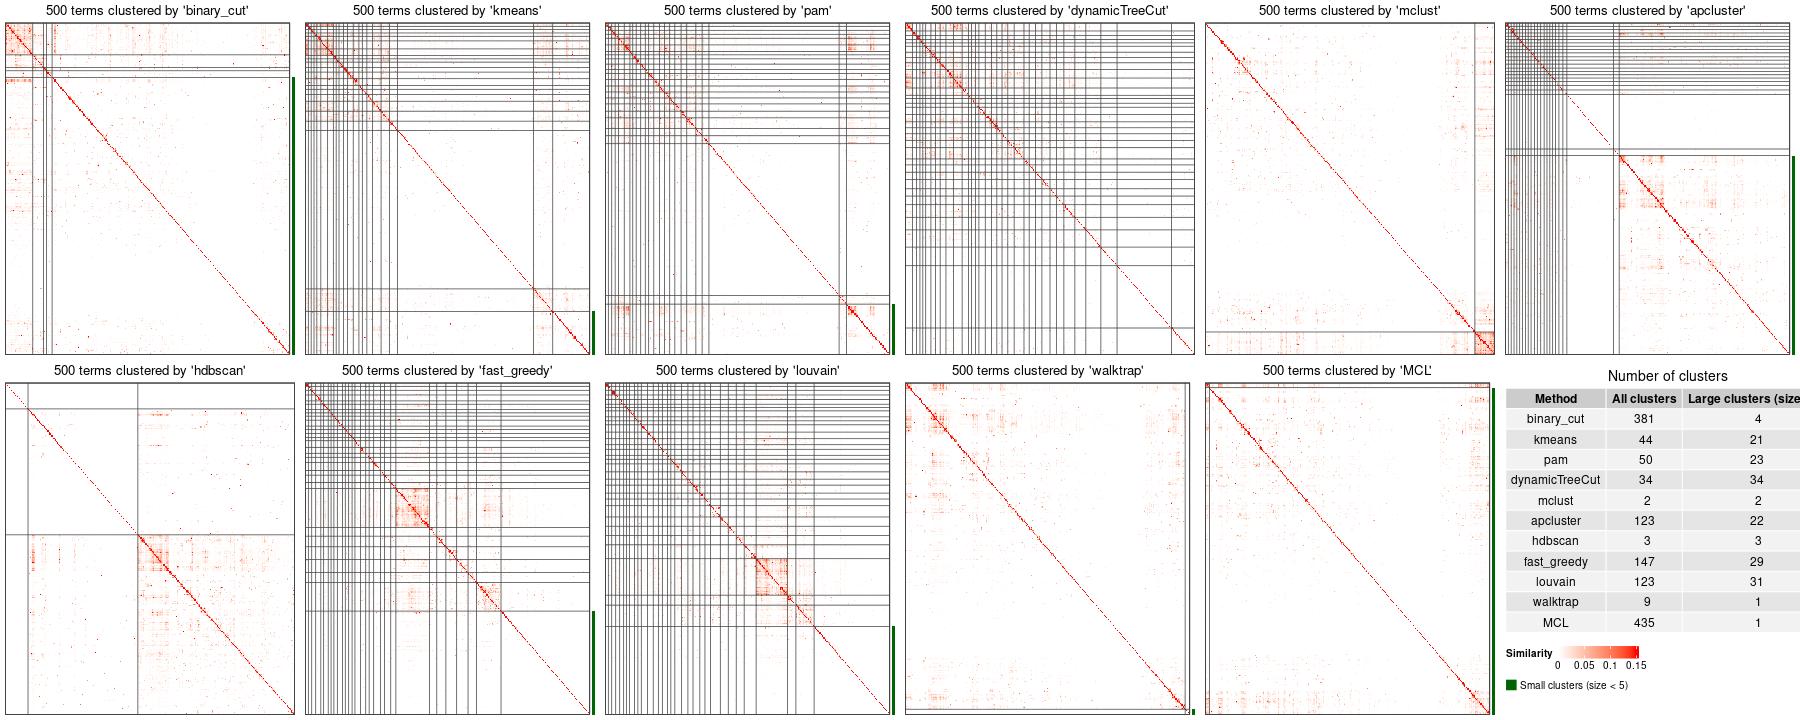 500 terms clustered by 'binary_cut'
500 terms clustered by 'kmeans'
500 terms clustered by 'pam'
500 terms clustered by 'dynamicTreeCut'
500 terms clustered by 'mclust'
500 terms clustered by 'apcluster'
500 terms clustered by 'hdbscan'
500 terms clustered by 'fast_greedy'
500 terms clustered by 'louvain'
500 terms clustered by 'walktrap'
500 terms clustered by 'MCL'
Number of clusters
Method All clusters Large clusters (size
binary_cut 381 4
kmeans 44 21
pam 50 23
dynamicTreeCut 34 34
mclust 2 2
apcluster 123 22
hdbscan 3 3
fast_greedy 147 29
louvain 123 31
walktrap 9 1
MCL 435 1
Similarity
0 0.05 0.1 0.15
Small clusters (size < 5)